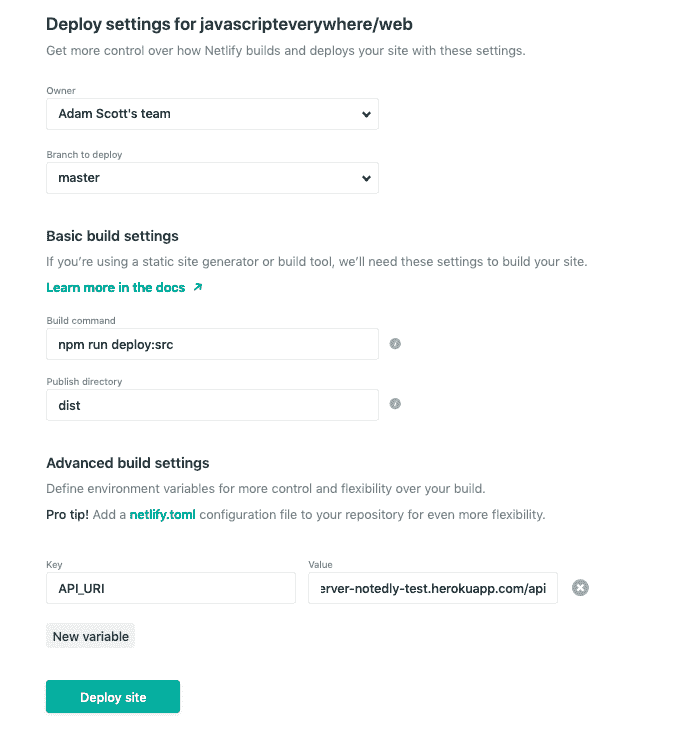 Deploy settings for javascripteverywhere/web
Get more control over how Netlify builds and deploys your site with these settings.
Owner
Adam Scott's team
Branch to deploy
master
Basic build settings
If you’re using a static site generator or build tool, we’ll need these settings to build your site.
Learn more in the docs
Build command
npm run deploy:src
Publish directory
dist
Advanced build settings
Define environment variables for more control and flexibility over your build.
Pro tip! Add a netlify.toml configuration file to your repository for even more flexibility.
Key Value
API_URI erver-notedly-test.herokuapp.com/api
New variable
Deploy site